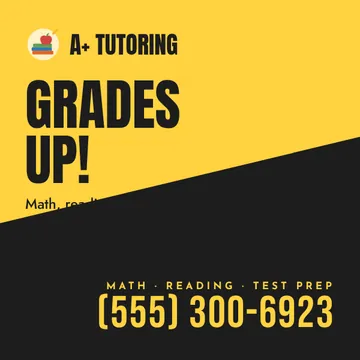 A+ TUTORING
GRADES
UP!
Math,
MATH · READING · TEST PREP
(555) 300-6923